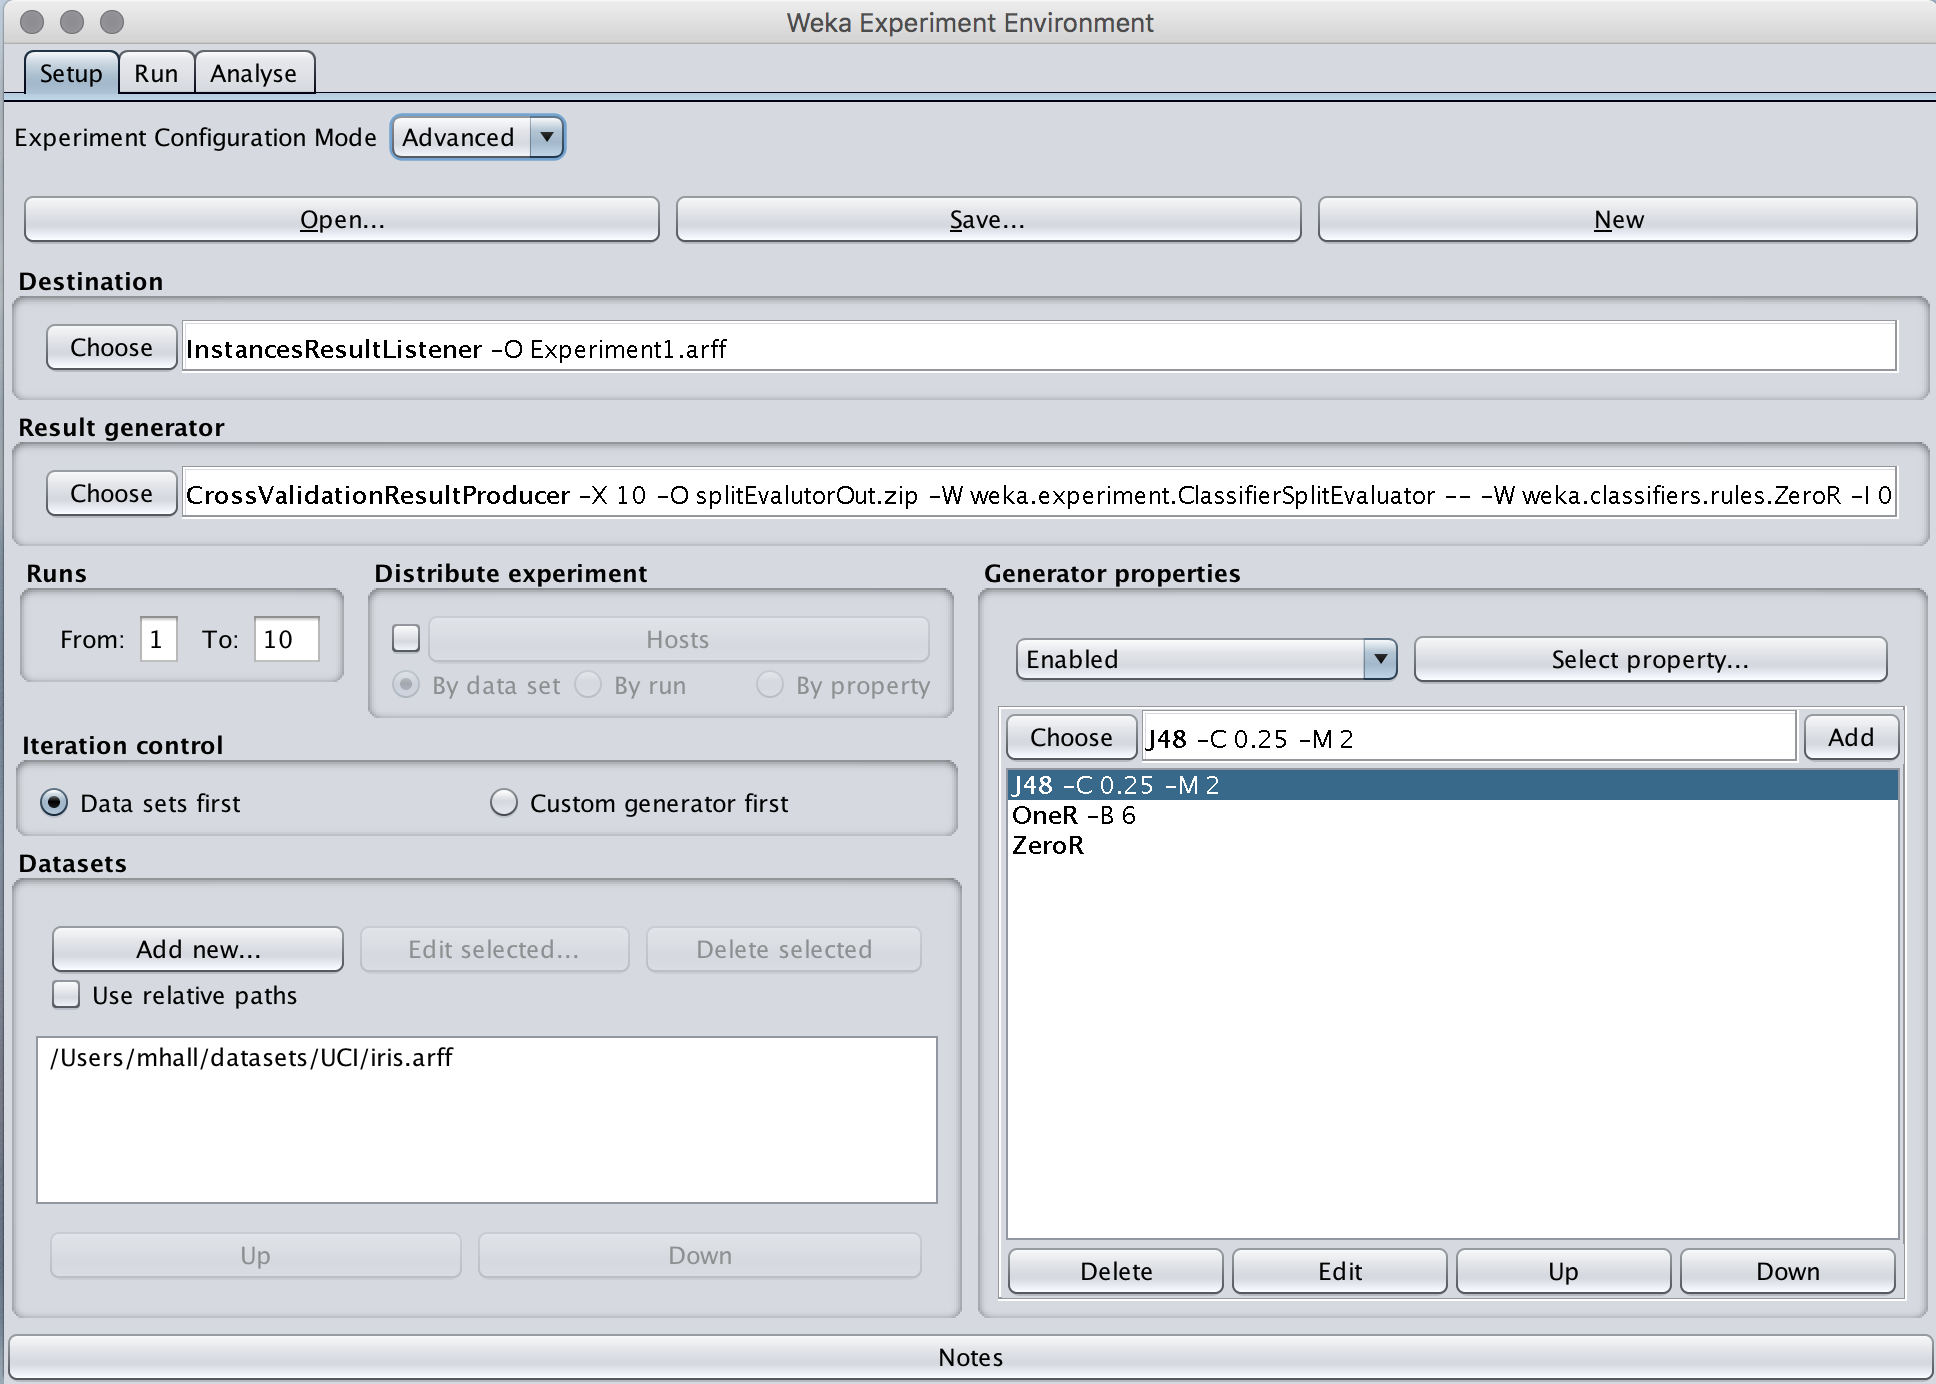 Weka Experiment Environment
Setup Run Analyse
Experiment Configuration Mode Advanced
Open... Save... New
Destination
Choose InstancesResultListener -O Experiment1.arff
Result generator
Choose CrossValidationResultProducer -X 10 -O splitEvalutorOut.zip -W weka.experiment.ClassifierSplitEvaluator -- -W weka.classifiers.rules.ZeroR -I 0
Runs
From: 1 To: 10
Distribute experiment
Hosts
By data set By run By property
Iteration control
Data sets first Custom generator first
Datasets
Add new... Edit selected... Delete selected
Use relative paths
/Users/mhall/datasets/UCI/iris.arff
Up Down
Generator properties
Enabled Select property...
Choose J48 -C 0.25 -M 2 Add
J48 -C 0.25 -M 2
OneR -B 6
ZeroR
Delete Edit Up Down
Notes